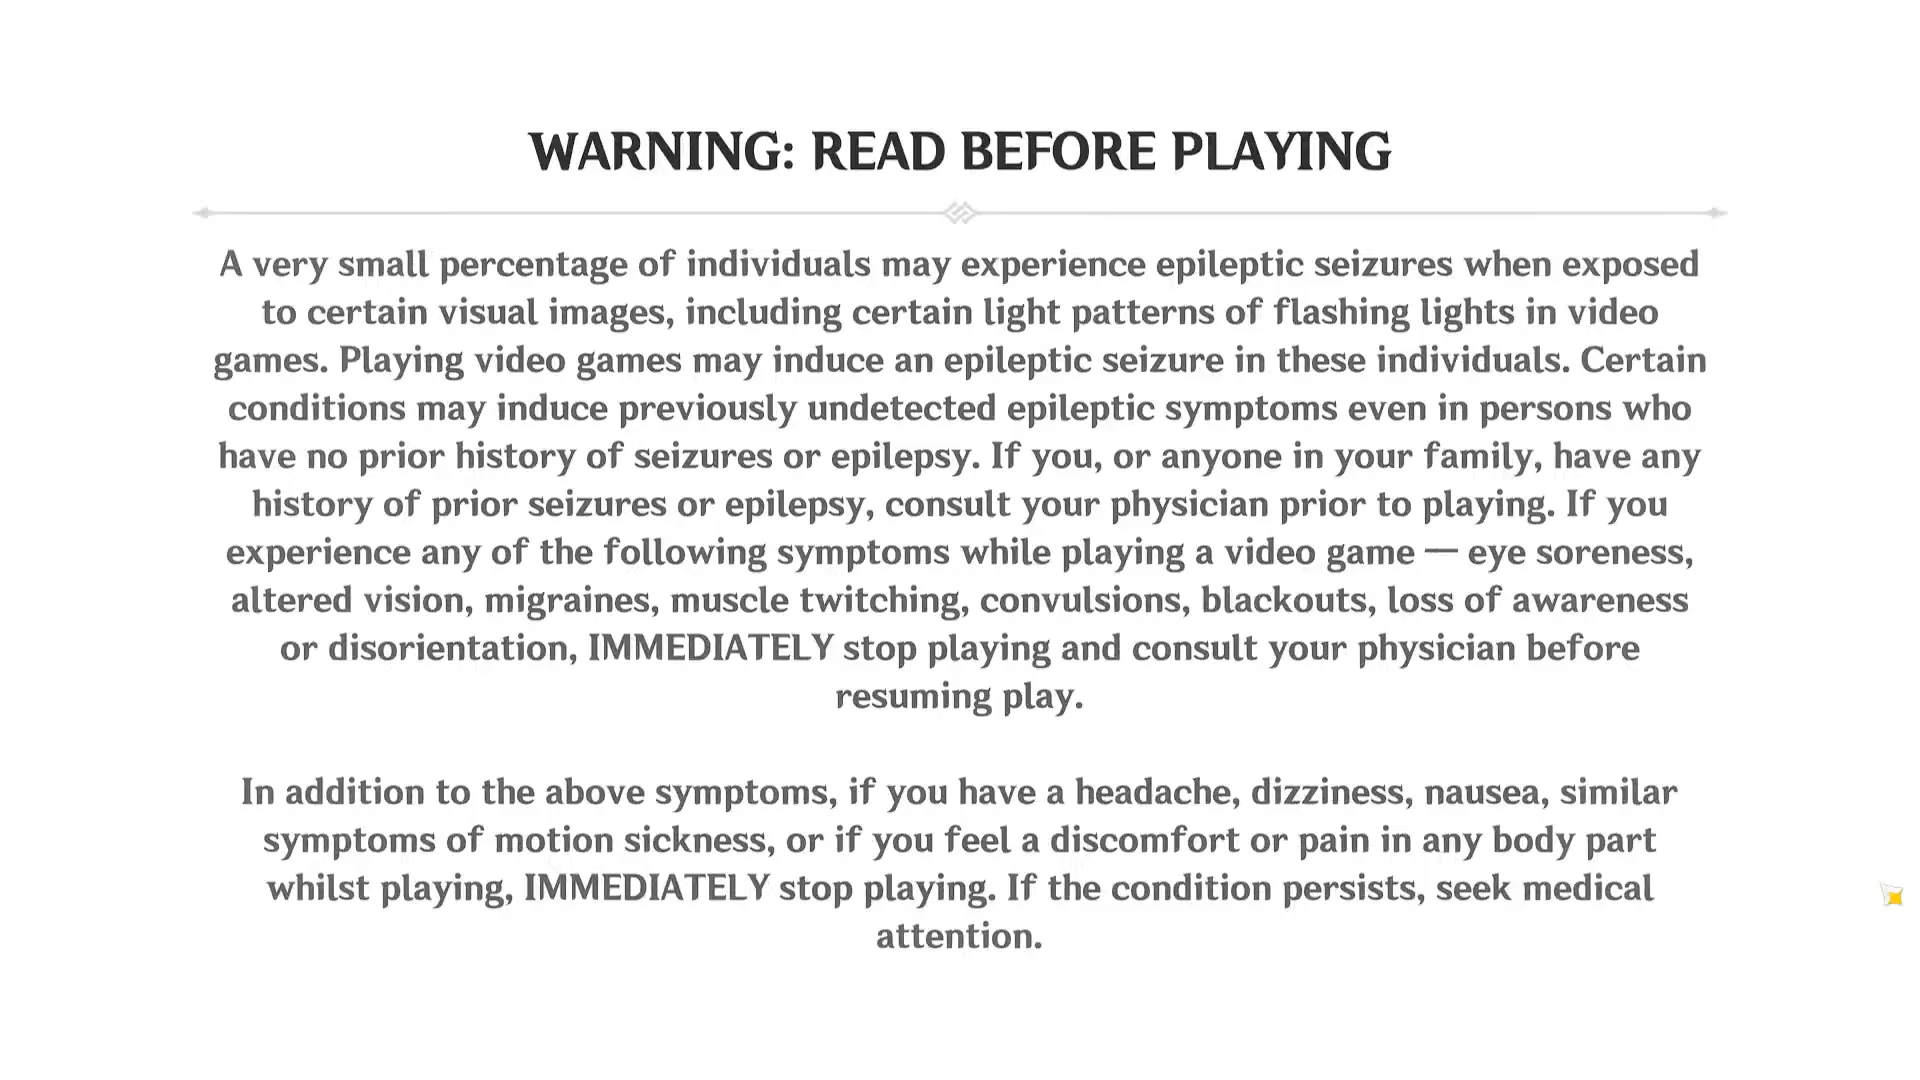 WARNING: READ BEFORE PLAYING
A very small percentage of individuals may experience epileptic seizures when exposed
to certain visual images, including certain light patterns of flashing lights in video
games. Playing video games may induce an epileptic seizure in these individuals. Certain
conditions may induce previously undetected epileptic symptoms even in persons who
have no prior history of seizures or epilepsy. If you, or anyone in your family, have any
history of prior seizures or epilepsy, consult your physician prior to playing. If you
experience any of the following symptoms while playing a video game — eye soreness,
altered vision, migraines, muscle twitching, convulsions, blackouts, loss of awareness
or disorientation, IMMEDIATELY stop playing and consult your physician before
resuming play.
In addition to the above symptoms, if you have a headache, dizziness, nausea, similar
symptoms of motion sickness, or if you feel a discomfort or pain in any body part
whilst playing, IMMEDIATELY stop playing. If the condition persists, seek medical
attention.